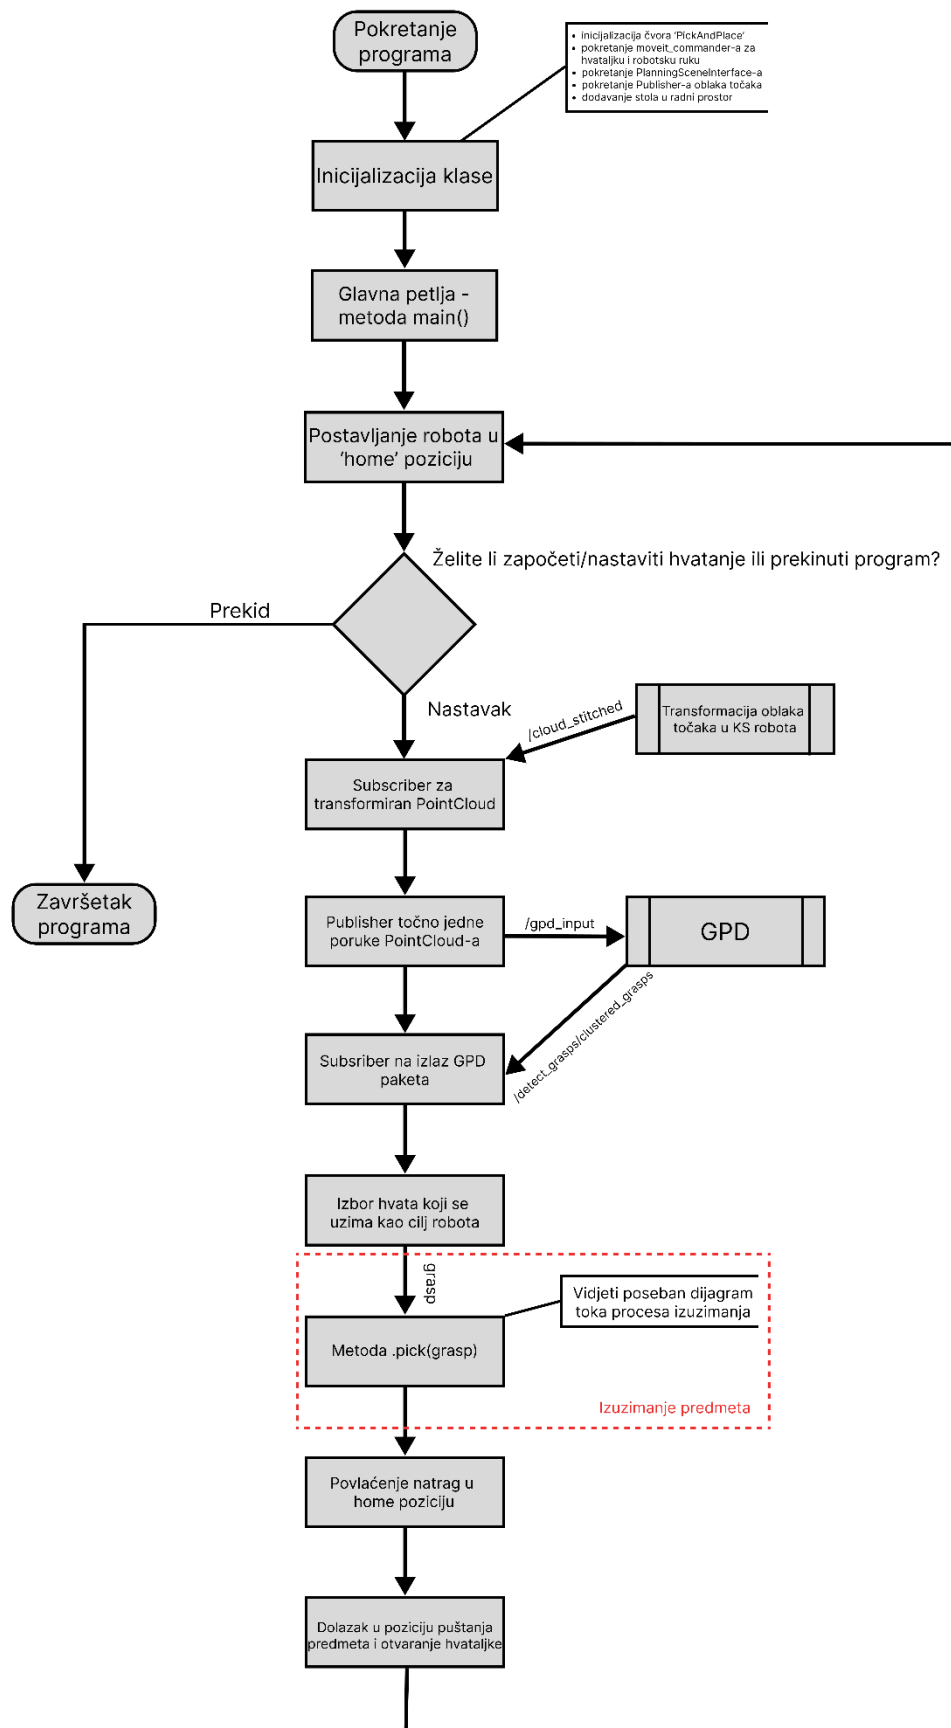 Pokretanje
programa
• inicijalizacija čvora 'PickAndPlace'
• pokretanje moveit_commander-a za
hvataljku i robotsku ruku
• pokretanje PlanningSceneInterface-a
• pokretanje Publisher-a oblaka točaka
• dodavanje stola u radni prostor
Inicijalizacija klase
Glavna petlja -
metoda main()
Postavljanje robota u
'home' poziciju
Želite li započeti/nastaviti hvatanje ili prekinuti program?
Prekid
Nastavak
/cloud_stitched
Transformacija oblaka
točaka u KS robota
Subscriber za
transformiran PointCloud
Završetak
programa
Publisher točno jedne
poruke PointCloud-a
/gpd_input
GPD
/detect_grasps/clustered_grasps
Subsriber na izlaz GPD
paketa
Izbor hvata koji se
uzima kao cilj robota
grasp
Vidjeti poseban dijagram
toka procesa izuzimanja
Metoda .pick(grasp)
Izuzimanje predmeta
Povlaćenje natrag u
home poziciju
Dolazak u poziciju puštanja
predmeta i otvaranje hvataljke